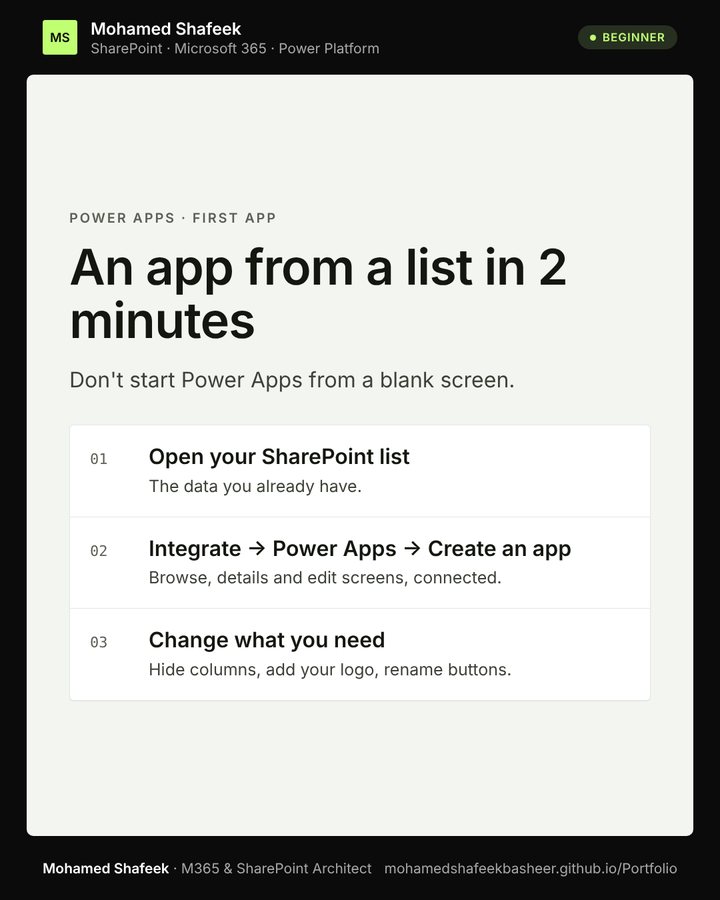 MS
Mohamed Shafeek
SharePoint · Microsoft 365 · Power Platform
BEGINNER
POWER APPS · FIRST APP
An app from a list in 2
minutes
Don't start Power Apps from a blank screen.
01
Open your SharePoint list
The data you already have.
02
Integrate → Power Apps → Create an app
Browse, details and edit screens, connected.
03
Change what you need
Hide columns, add your logo, rename buttons.
Mohamed Shafeek · M365 & SharePoint Architect
mohamedshafeekbasheer.github.io/Portfolio